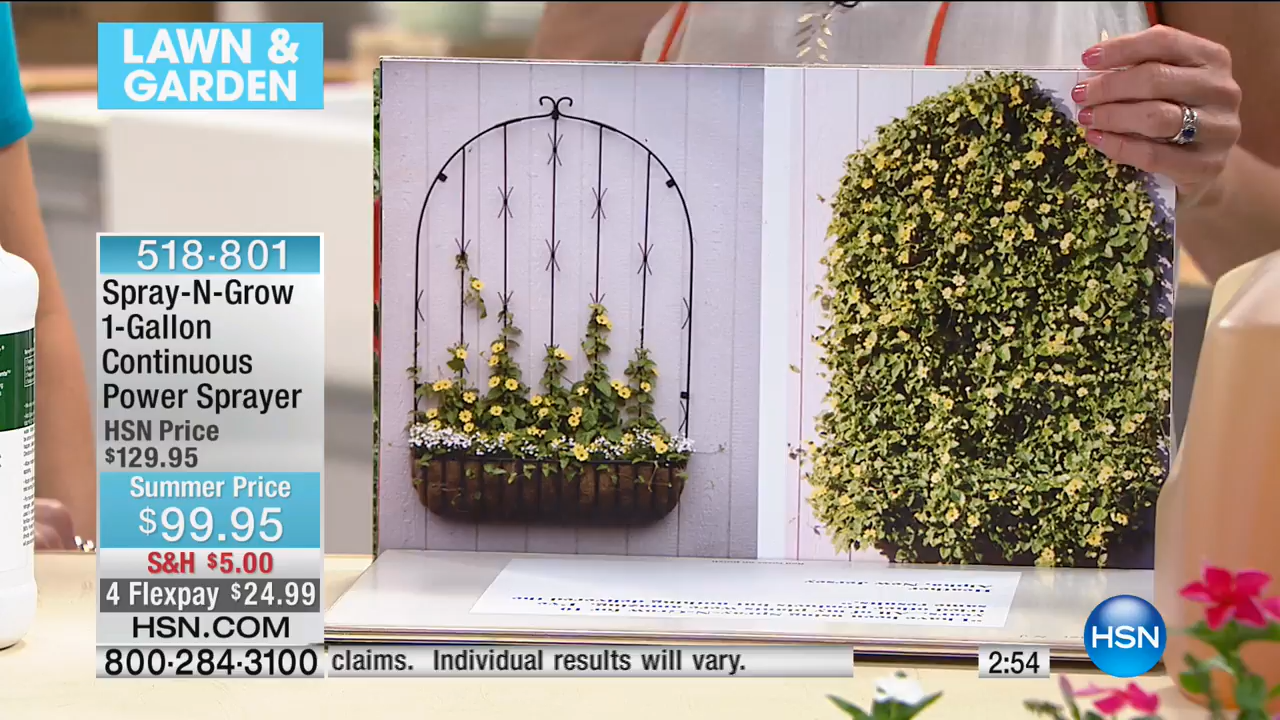 LAWN &
GARDEN
518-801
Spray-N-Grow
1-Gallon
Continuous
Power Sprayer
HSN Price
$129.95
Summer Price
$99.95
S&H $5.00
4 Flexpay $24.99
HSN.COM
800-284-3100
claims. Individual results will vary.
2:54
HSN